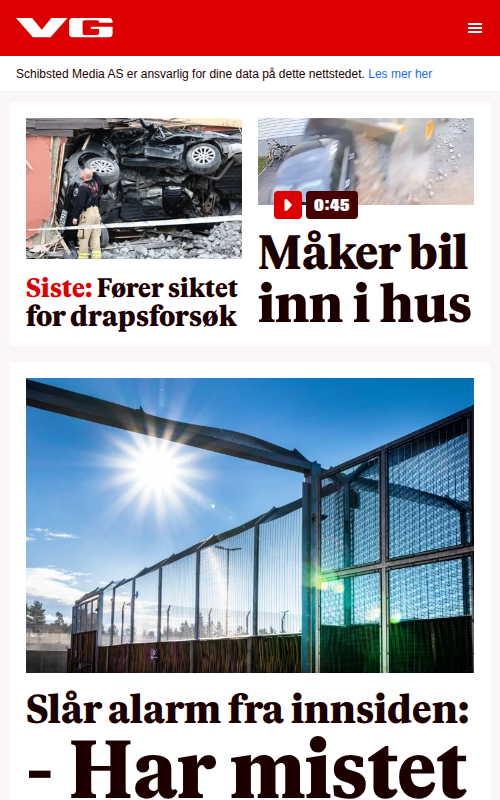 VG
Schibsted Media AS er ansvarlig for dine data på dette nettstedet. Les mer her
Siste: Fører siktet
for drapsforsøk
0:45
Måker bil
inn i hus
Slår alarm fra innsiden:
- Har mistet